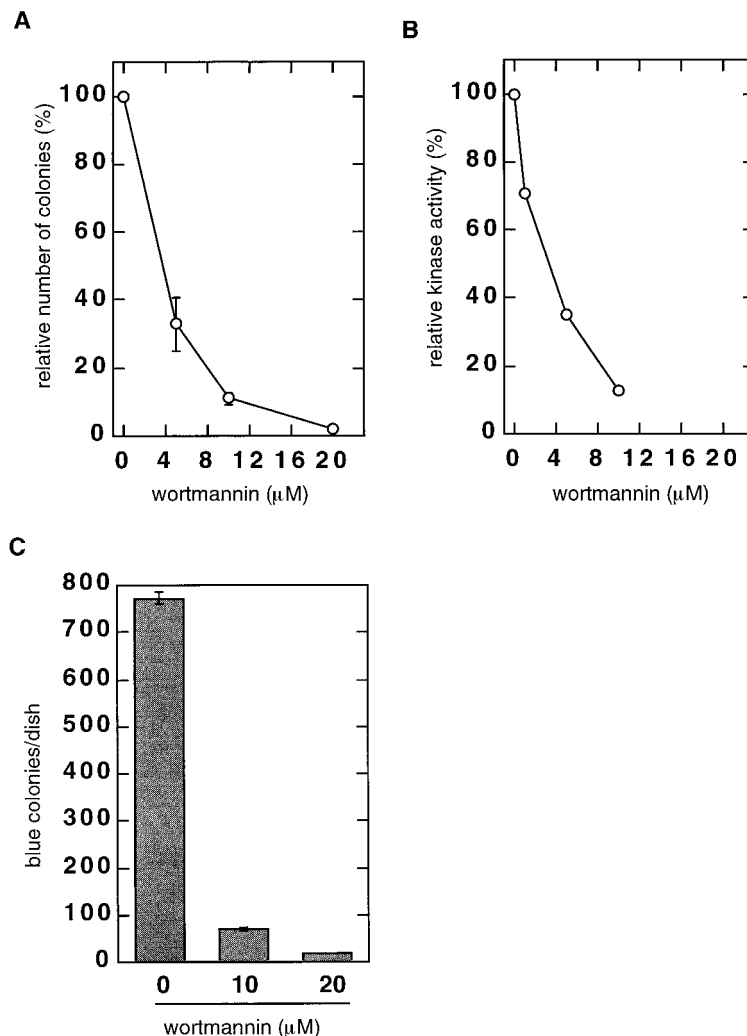 A
relative number of colonies (%)
100
80
60
40
20
0
0 4 8 12 16 20
wortmannin (μM)
B
relative kinase activity (%)
100
80
60
40
20
0
0 4 8 12 16 20
wortmannin (μM)
C
blue colonies/dish
800
700
600
500
400
300
200
100
0
0 10 20
wortmannin (μM)